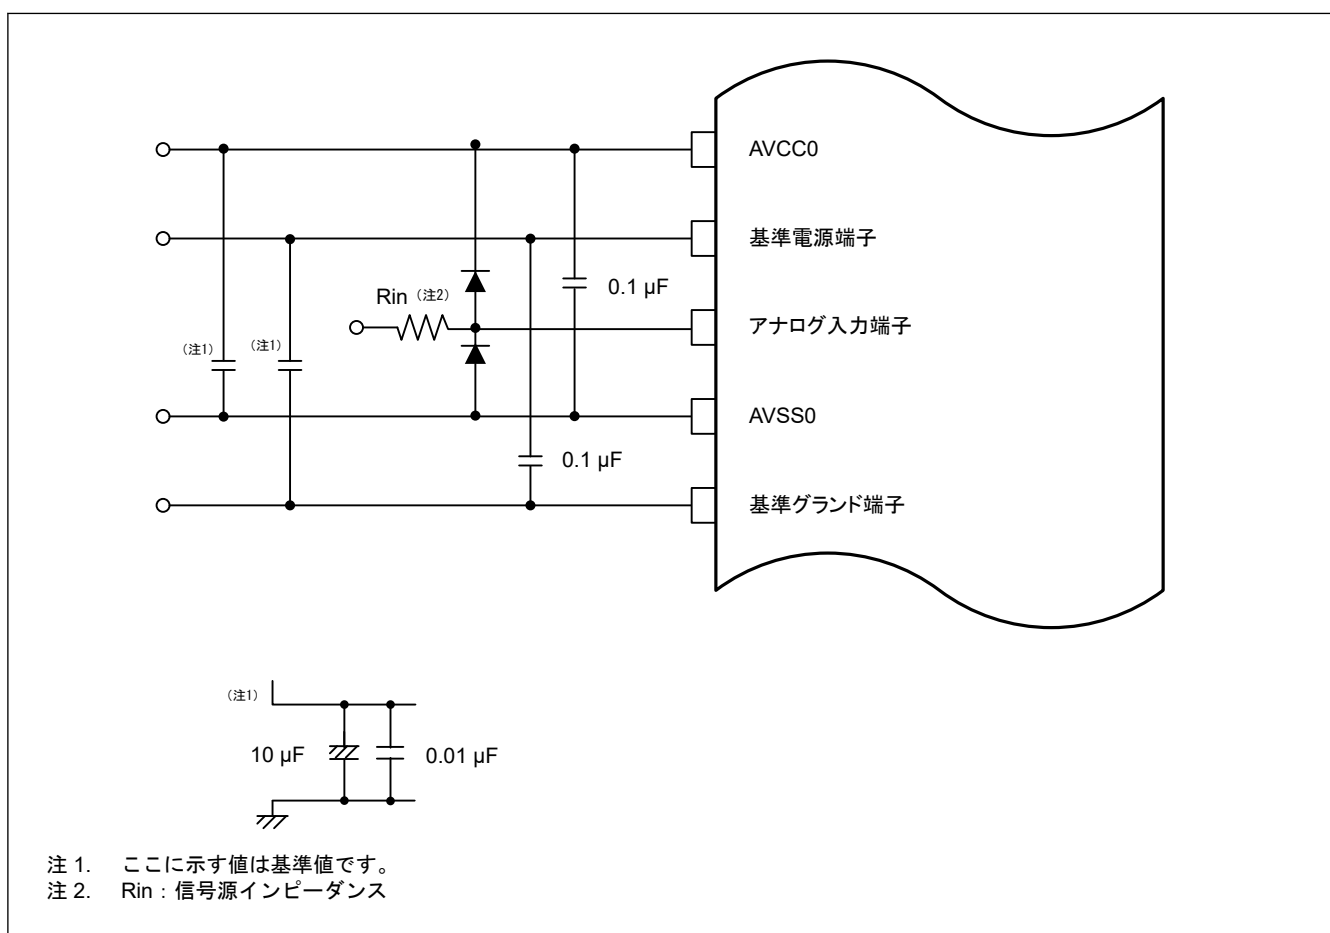 AVCC0
基準電源端子
0.1 µF
Rin（注2）
アナログ入力端子
（注1）
（注1）
AVSS0
0.1 µF
基準グランド端子
（注1）
10 µF
0.01 µF
注 1. ここに示す値は基準値です。
注 2. Rin：信号源インピーダンス